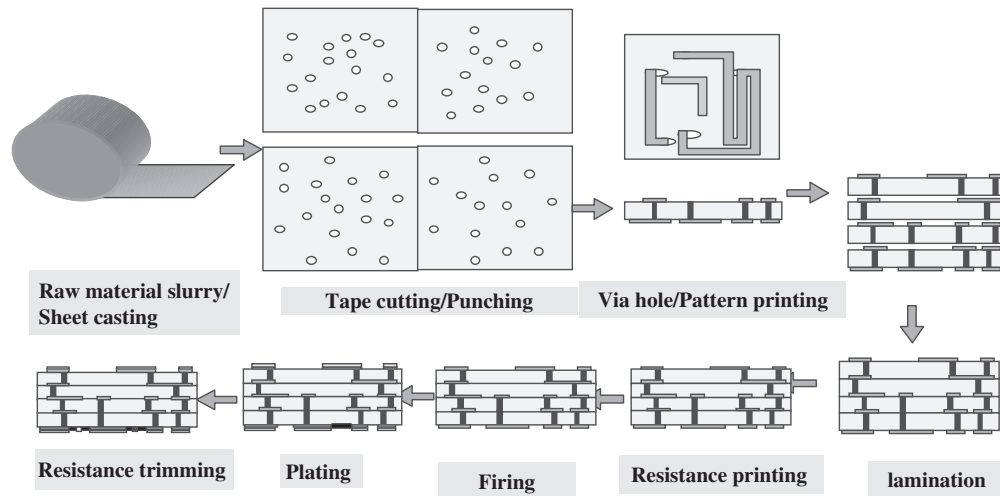 Raw material slurry/
Sheet casting
Tape cutting/Punching
Via hole/Pattern printing
Resistance trimming
Plating
Firing
Resistance printing
lamination